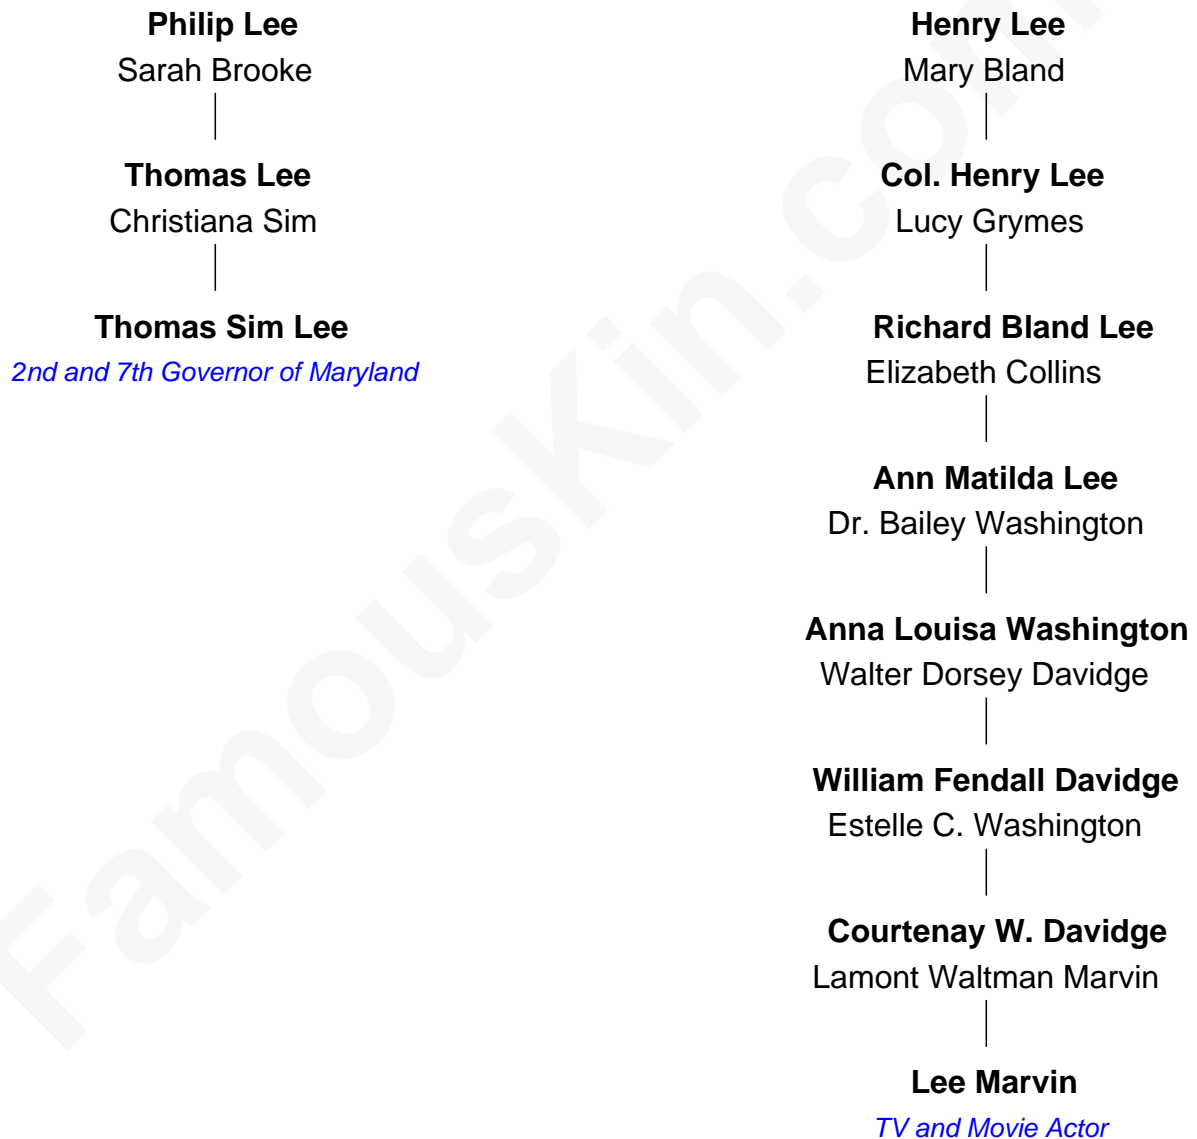 Philip Lee
Sarah Brooke
Thomas Lee
Christiana Sim
Thomas Sim Lee
2nd and 7th Governor of Maryland
Henry Lee
Mary Bland
Col. Henry Lee
Lucy Grymes
Richard Bland Lee
Elizabeth Collins
Ann Matilda Lee
Dr. Bailey Washington
Anna Louisa Washington
Walter Dorsey Davidge
William Fendall Davidge
Estelle C. Washington
Courtenay W. Davidge
Lamont Waltman Marvin
Lee Marvin
TV and Movie Actor
FamousKin.com